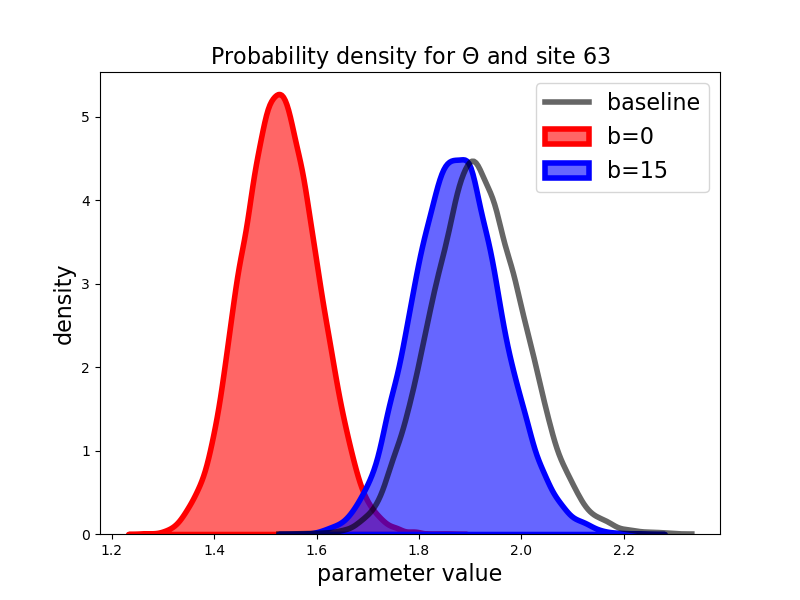 Probability density for Θ and site 63
baseline
b=0
b=15
density
5
4
3
2
1
0
1.2 1.4 1.6 1.8 2.0 2.2
parameter value